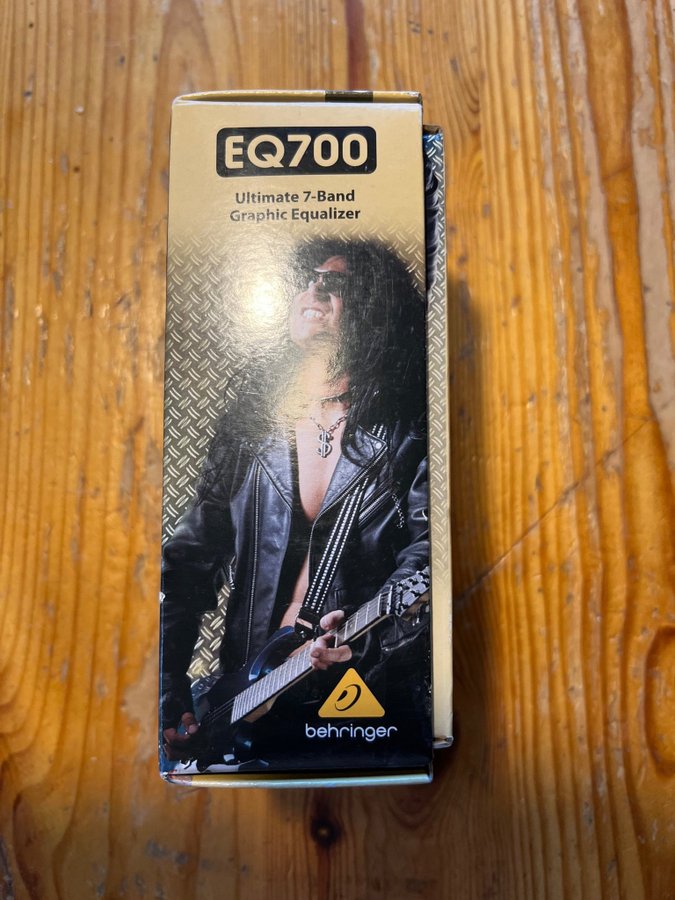 EQ700
Ultimate 7-Band
Graphic Equalizer
behringer